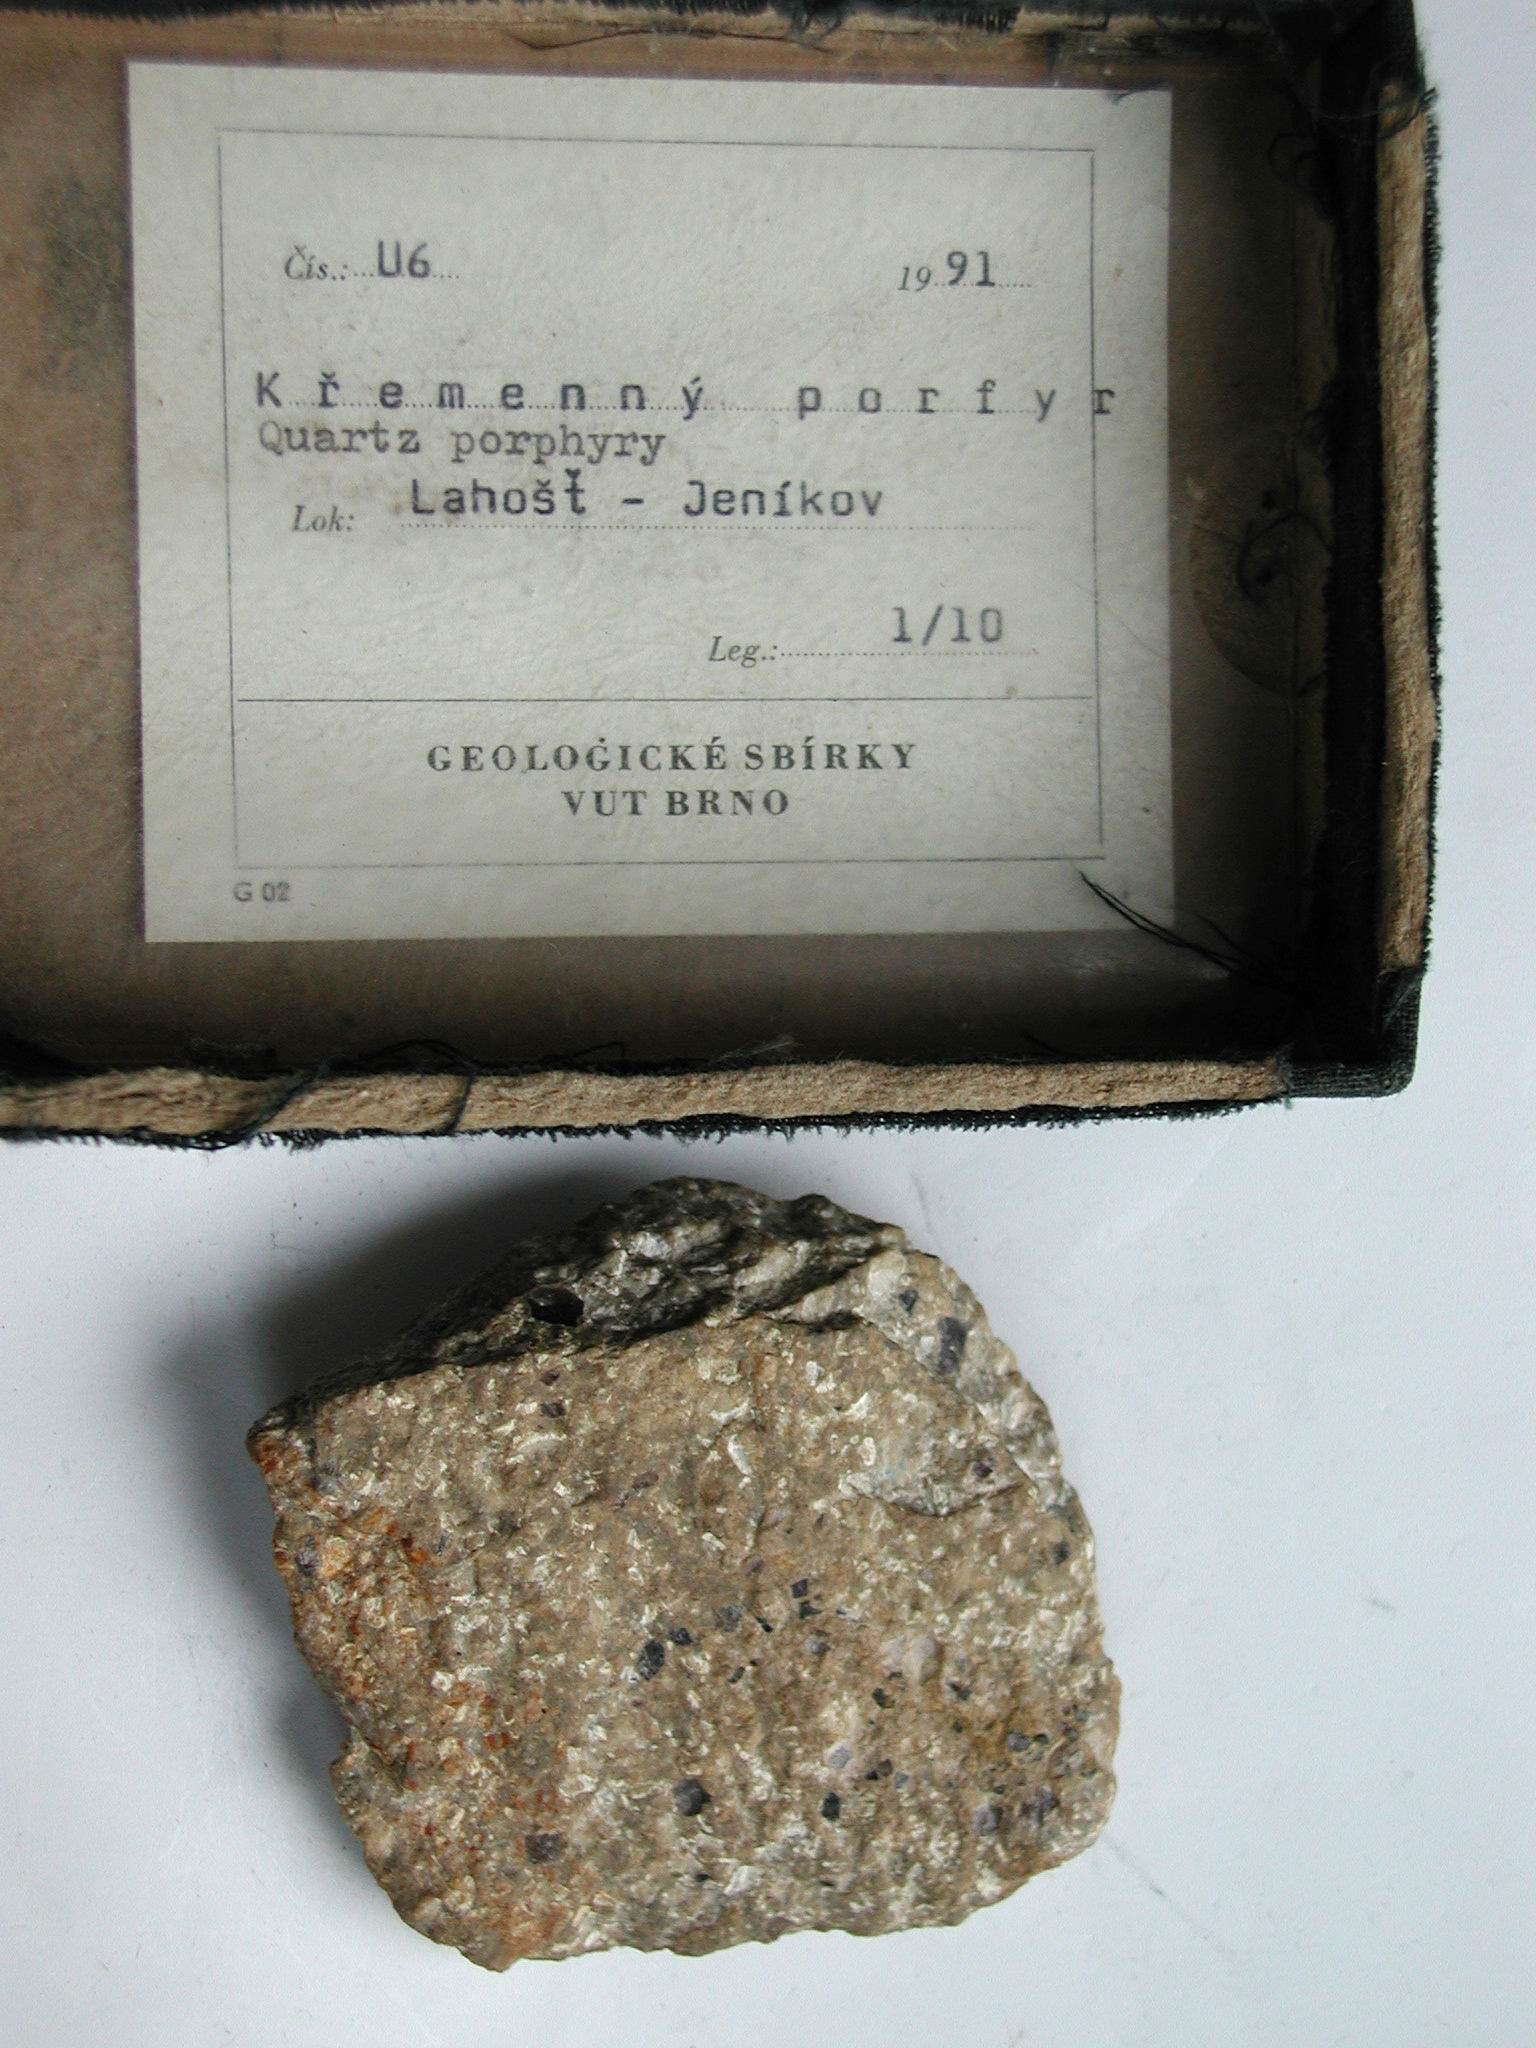 Čís.: U6 1991
Křemenný porfyr
Quartz porphyry
Lok: Lahošť - Jeníkov
Leg.: 1/10
GEOLOGICKÉ SBÍRKY
VUT BRNO
G 02